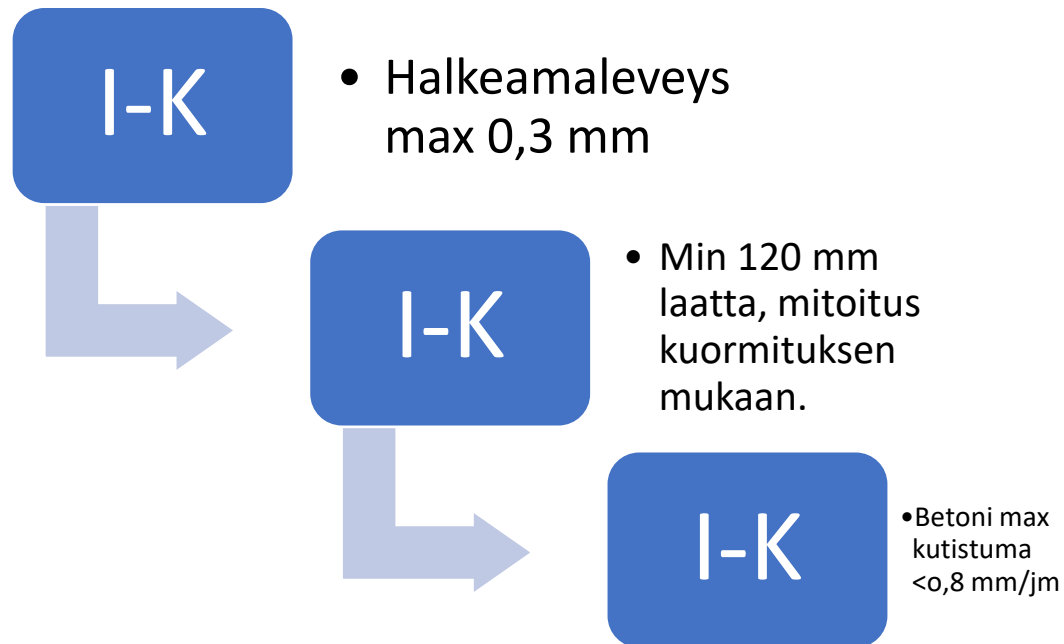 I-K
• Halkeamaleveys
max 0,3 mm
I-K
• Min 120 mm
laatta, mitoitus
kuormituksen
mukaan.
I-K
•Betoni max
kutistuma
<o,8 mm/jm